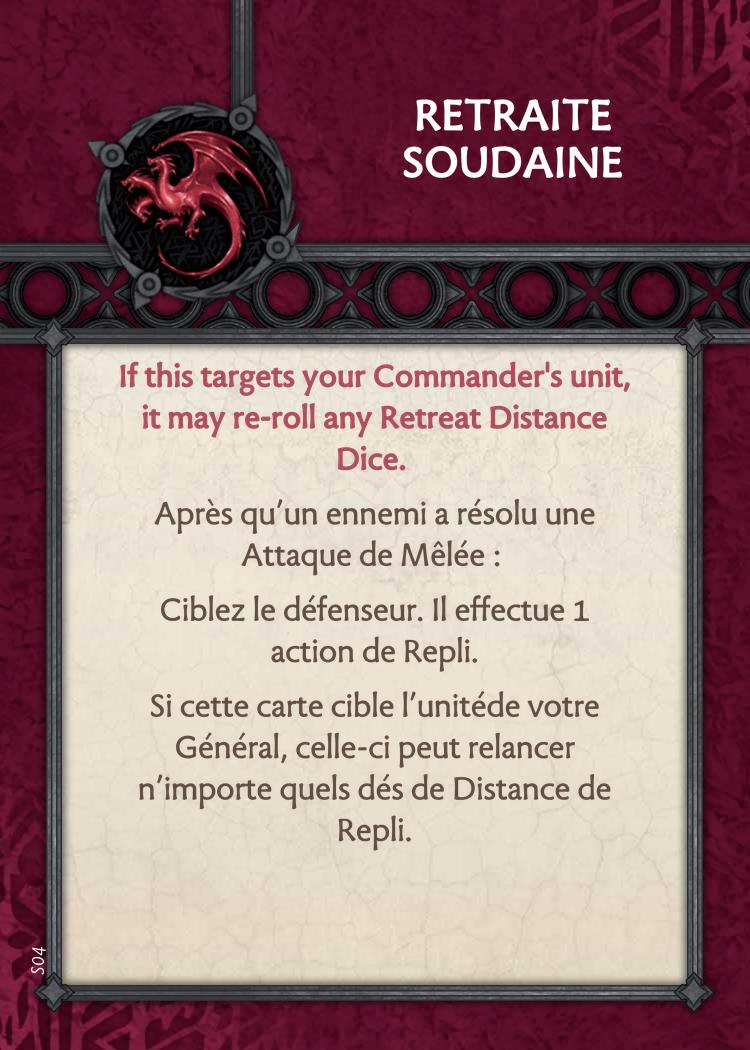 RETRAITE
SOUDAINE
If this targets your Commander's unit,
it may re-roll any Retreat Distance
Dice.
Après qu’un ennemi a résolu une
Attaque de Mêlée :
Ciblez le défenseur. Il effectue 1
action de Repli.
Si cette carte cible l’unitéde votre
Général, celle-ci peut relancer
n’importe quels dés de Distance de
Repli.
S04